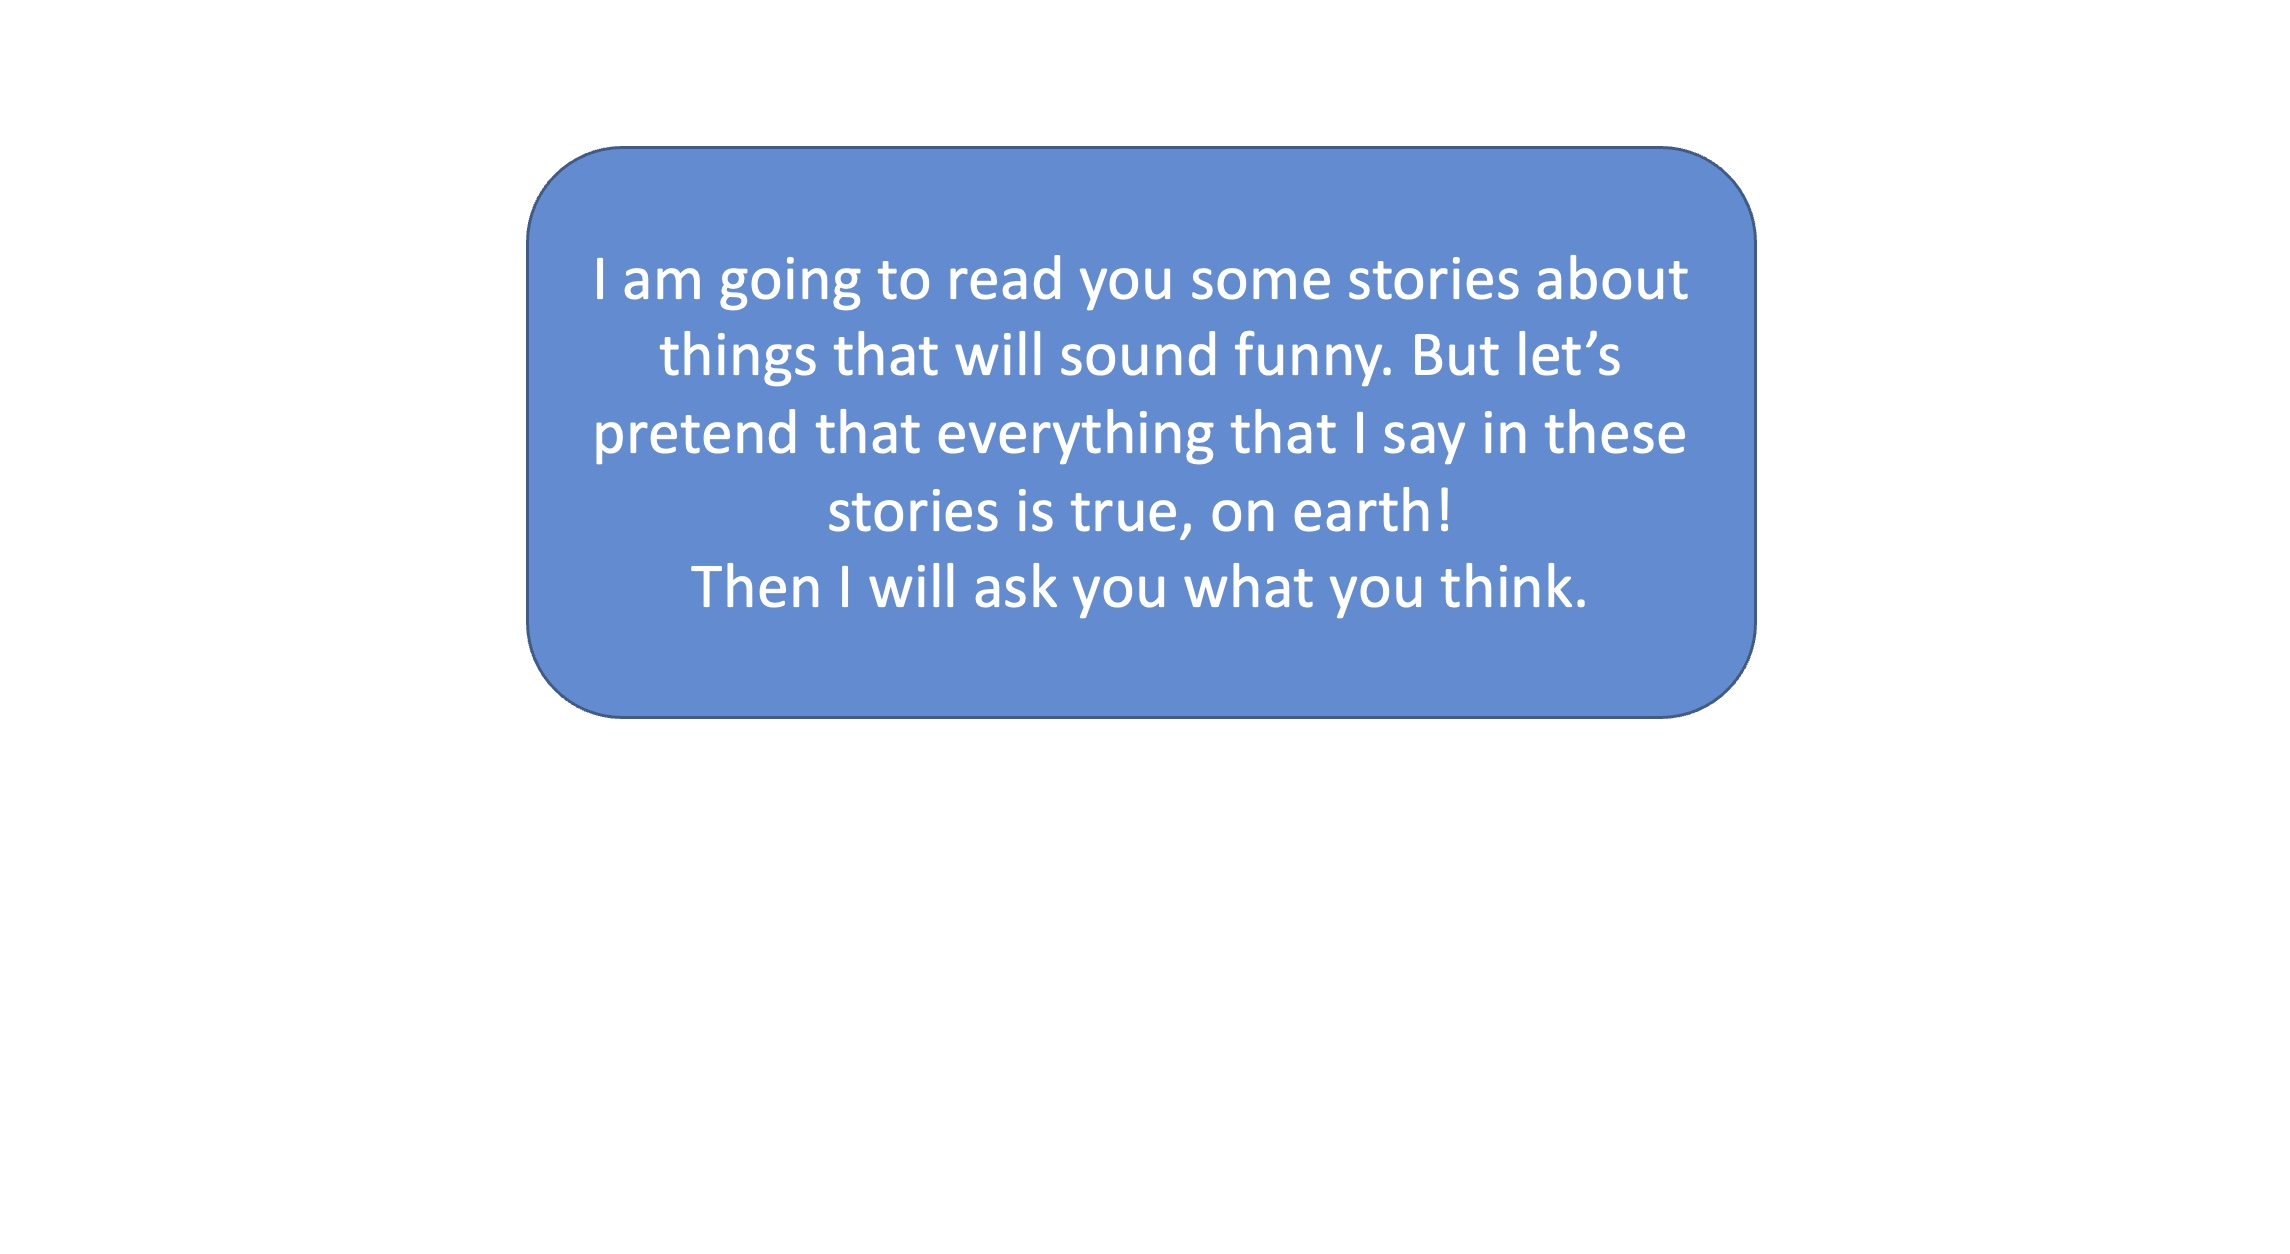 I am going to read you some stories about
things that will sound funny. But let’s
pretend that everything that I say in these
stories is true, on earth!
Then I will ask you what you think.